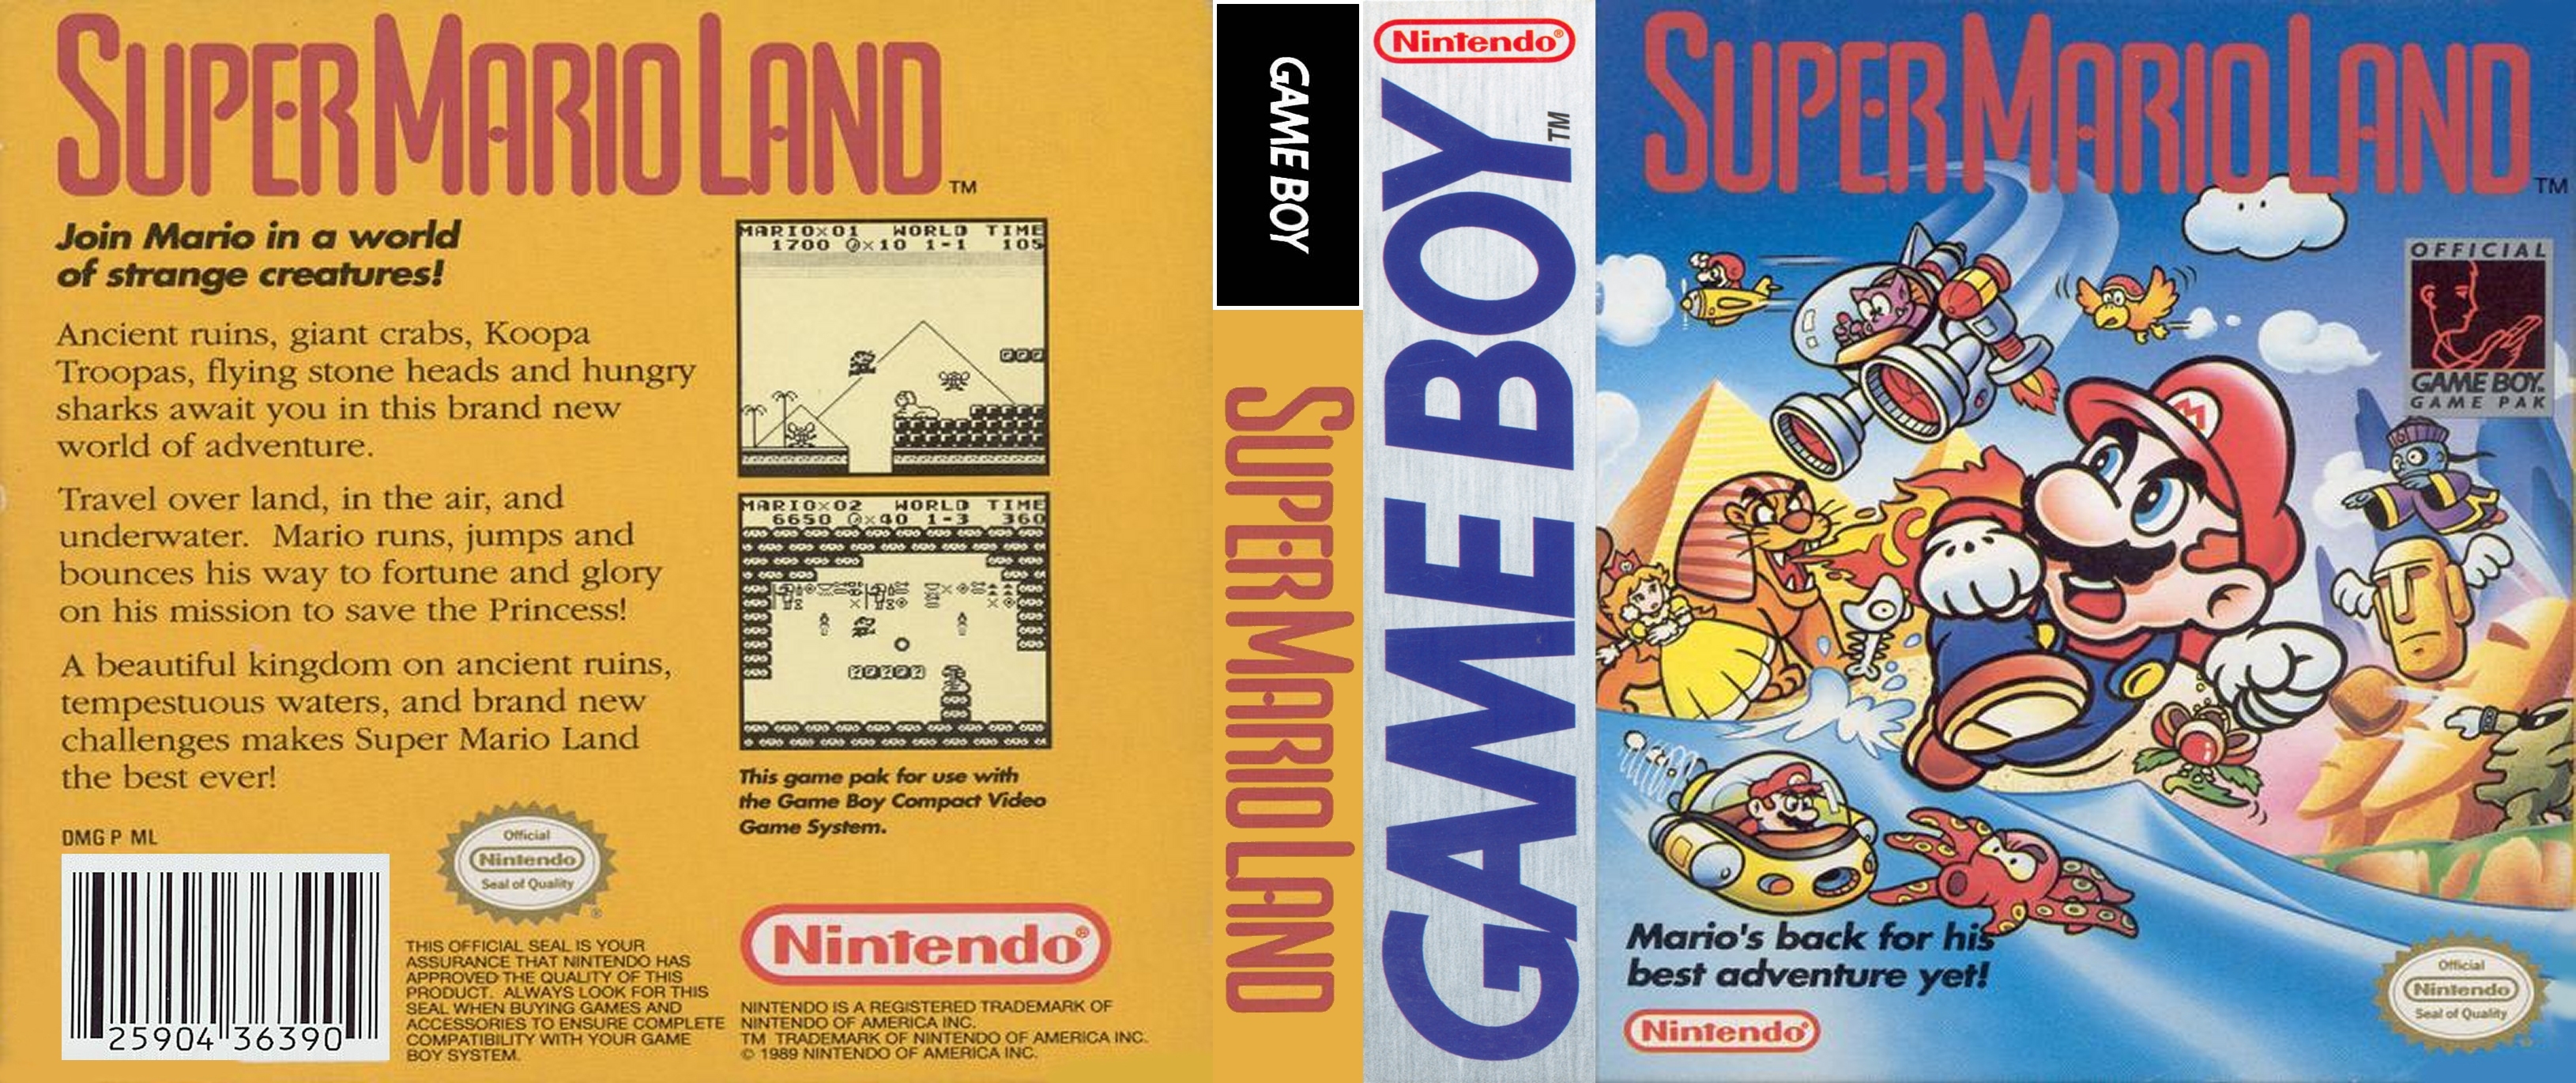 SUPER MARIO LAND
TM
Join Mario in a world
of strange creatures!
Ancient ruins, giant crabs, Koopa
Troopas, flying stone heads and hungry
sharks await you in this brand new
world of adventure.
Travel over land, in the air, and
underwater. Mario runs, jumps and
bounces his way to fortune and glory
on his mission to save the Princess!
A beautiful kingdom on ancient ruins,
tempestuous waters, and brand new
challenges makes Super Mario Land
the best ever!
DMG P ML
25904 36390
Official
Nintendo
Seal of Quality
®
THIS OFFICIAL SEAL IS YOUR
ASSURANCE THAT NINTENDO HAS
APPROVED THE QUALITY OF THIS
PRODUCT. ALWAYS LOOK FOR THIS
SEAL WHEN BUYING GAMES AND
ACCESSORIES TO ENSURE COMPLETE
COMPATIBILITY WITH YOUR GAME
BOY SYSTEM.
MARIO×01 WORLD TIME
1700 ×10 1-1 105
MARIO×02 WORLD TIME
6650 ×40 1-3 360
This game pak for use with
the Game Boy Compact Video
Game System.
Nintendo®
NINTENDO IS A REGISTERED TRADEMARK OF
NINTENDO OF AMERICA INC.
TM TRADEMARK OF NINTENDO OF AMERICA INC.
© 1989 NINTENDO OF AMERICA INC.
GAME BOY
SUPER MARIO LAND
Nintendo®
GAME BOY TM
SUPER MARIO LAND
TM
OFFICIAL
GAME BOY
GAME PAK
M
Mario's back for his
best adventure yet!
Nintendo®
Official
Nintendo
Seal of Quality